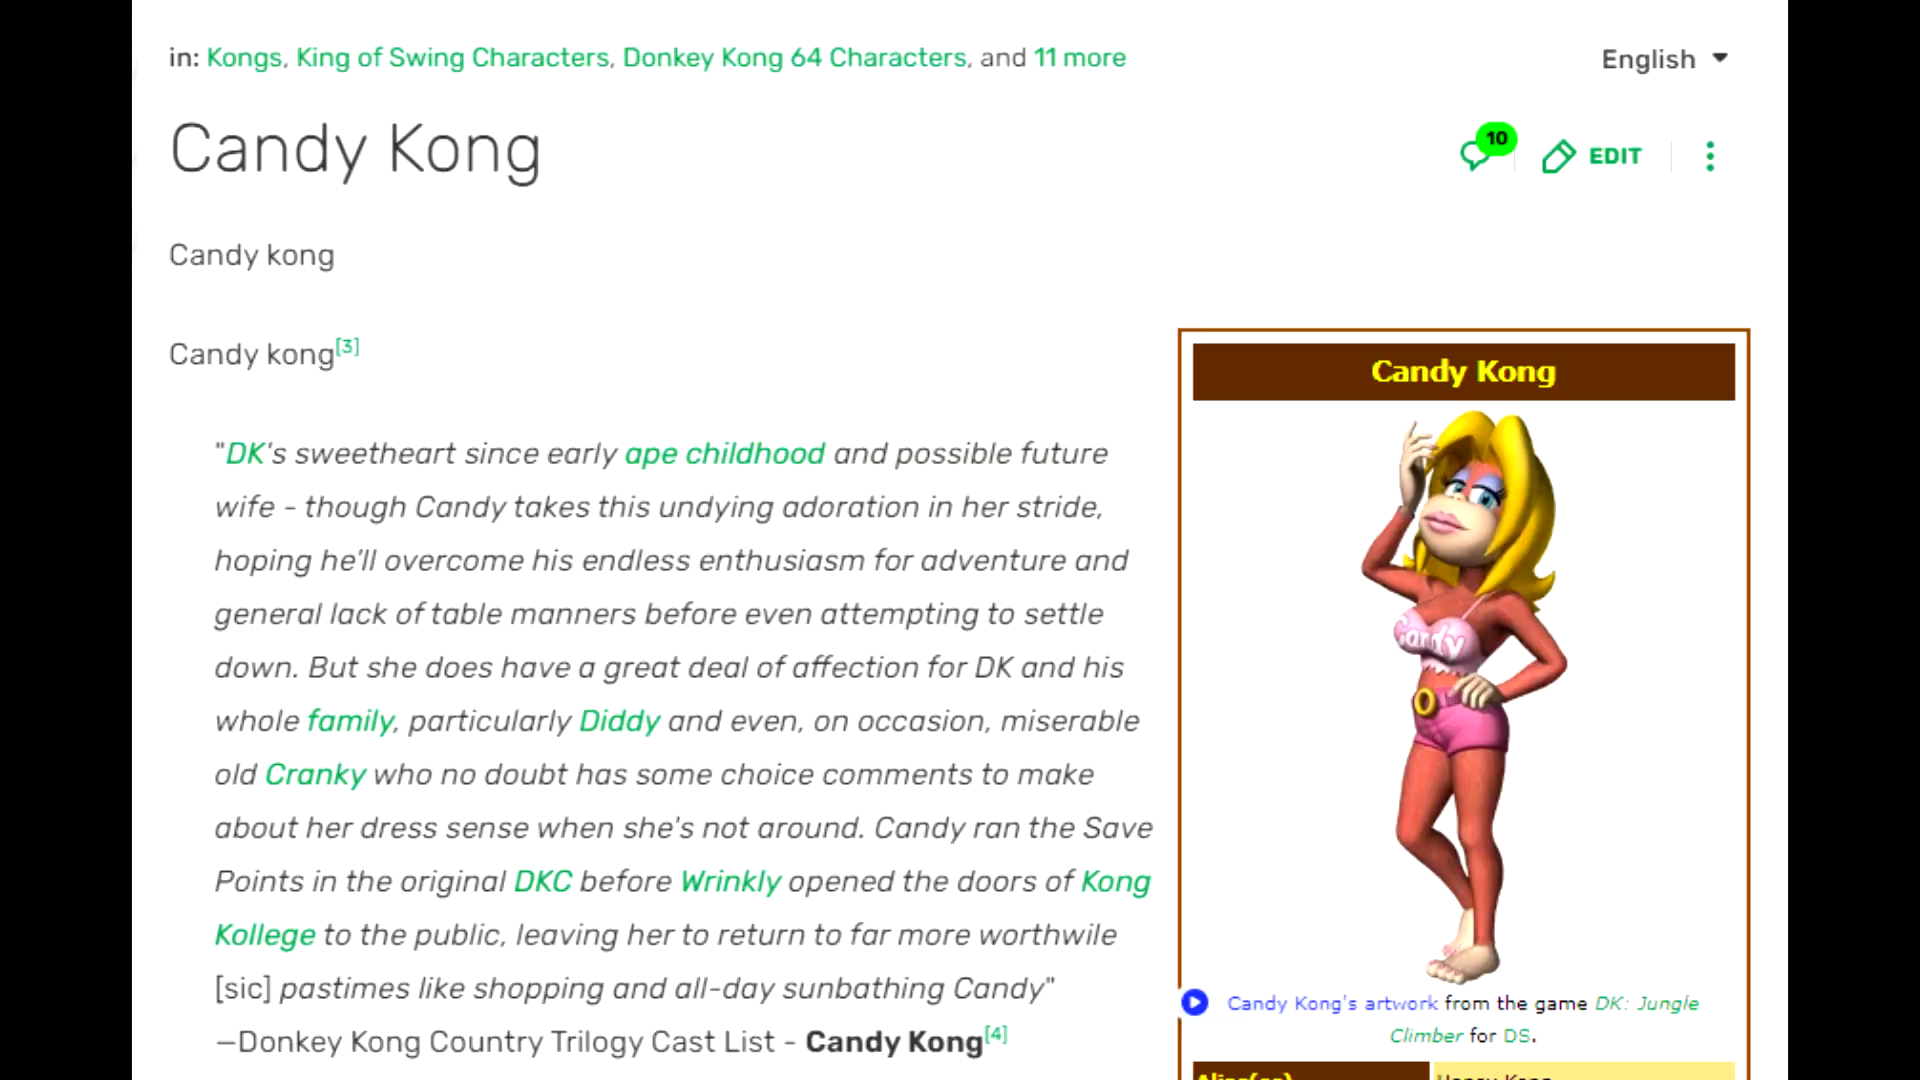 in: Kongs, King of Swing Characters, Donkey Kong 64 Characters, and 11 more
English
Candy Kong
10
EDIT
Candy kong
Candy kong[3]
"DK's sweetheart since early ape childhood and possible future
wife - though Candy takes this undying adoration in her stride,
hoping he'll overcome his endless enthusiasm for adventure and
general lack of table manners before even attempting to settle
down. But she does have a great deal of affection for DK and his
whole family, particularly Diddy and even, on occasion, miserable
old Cranky who no doubt has some choice comments to make
about her dress sense when she's not around. Candy ran the Save
Points in the original DKC before Wrinkly opened the doors of Kong
Kollege to the public, leaving her to return to far more worthwile
[sic] pastimes like shopping and all-day sunbathing Candy"
—Donkey Kong Country Trilogy Cast List - Candy Kong[4]
Candy Kong
Candy
Candy Kong's artwork from the game DK: Jungle
Climber for DS.
Alias(es)
Honey Kong